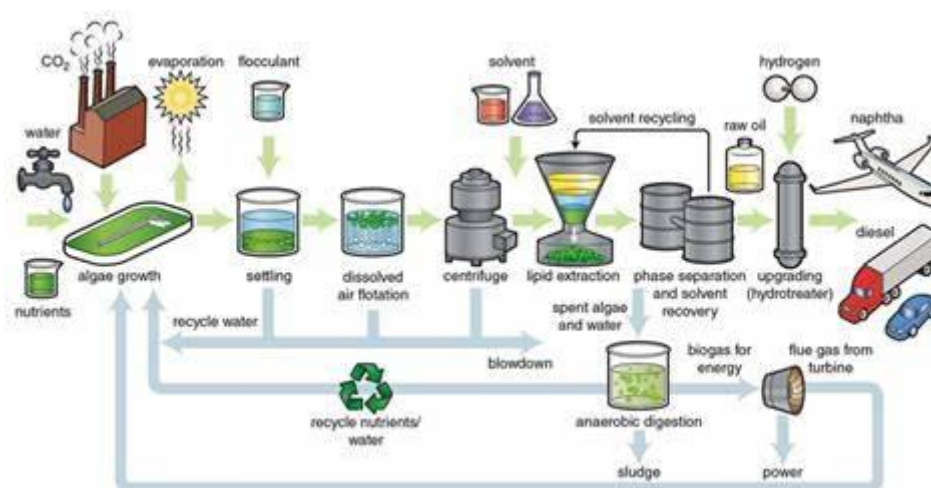 CO2
evaporation
flocculant
solvent
hydrogen
water
solvent recycling
raw oil
naphtha
nutrients
algae growth
settling
dissolved
air flotation
centrifuge
lipid extraction
phase separation
and solvent
recovery
upgrading
(hydrotreater)
diesel
recycle water
blowdown
spent algae
and water
biogas for
energy
flue gas from
turbine
recycle nutrients/
water
anaerobic digestion
sludge
power